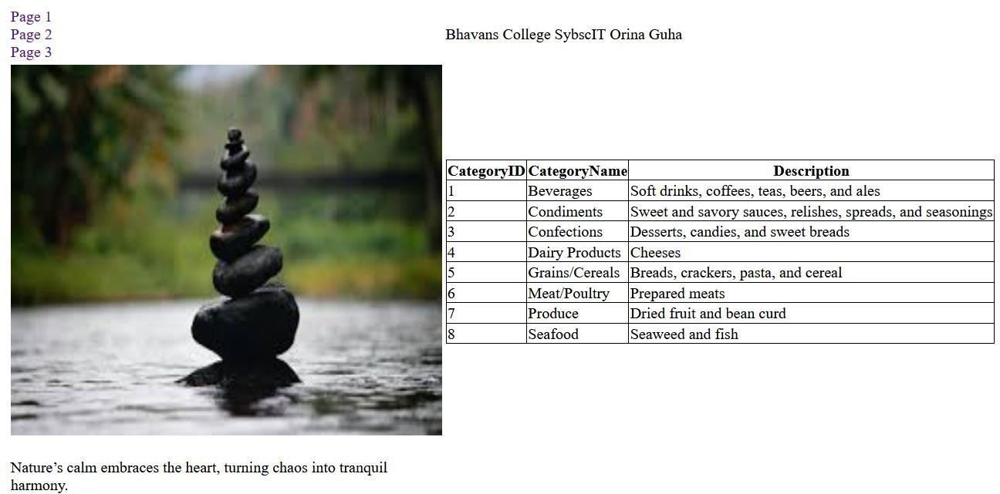 Page 1
Page 2
Page 3
Bhavans College SybscIT Orina Guha
CategoryID CategoryName Description
1 Beverages Soft drinks, coffees, teas, beers, and ales
2 Condiments Sweet and savory sauces, relishes, spreads, and seasonings
3 Confections Desserts, candies, and sweet breads
4 Dairy Products Cheeses
5 Grains/Cereals Breads, crackers, pasta, and cereal
6 Meat/Poultry Prepared meats
7 Produce Dried fruit and bean curd
8 Seafood Seaweed and fish
Nature’s calm embraces the heart, turning chaos into tranquil
harmony.